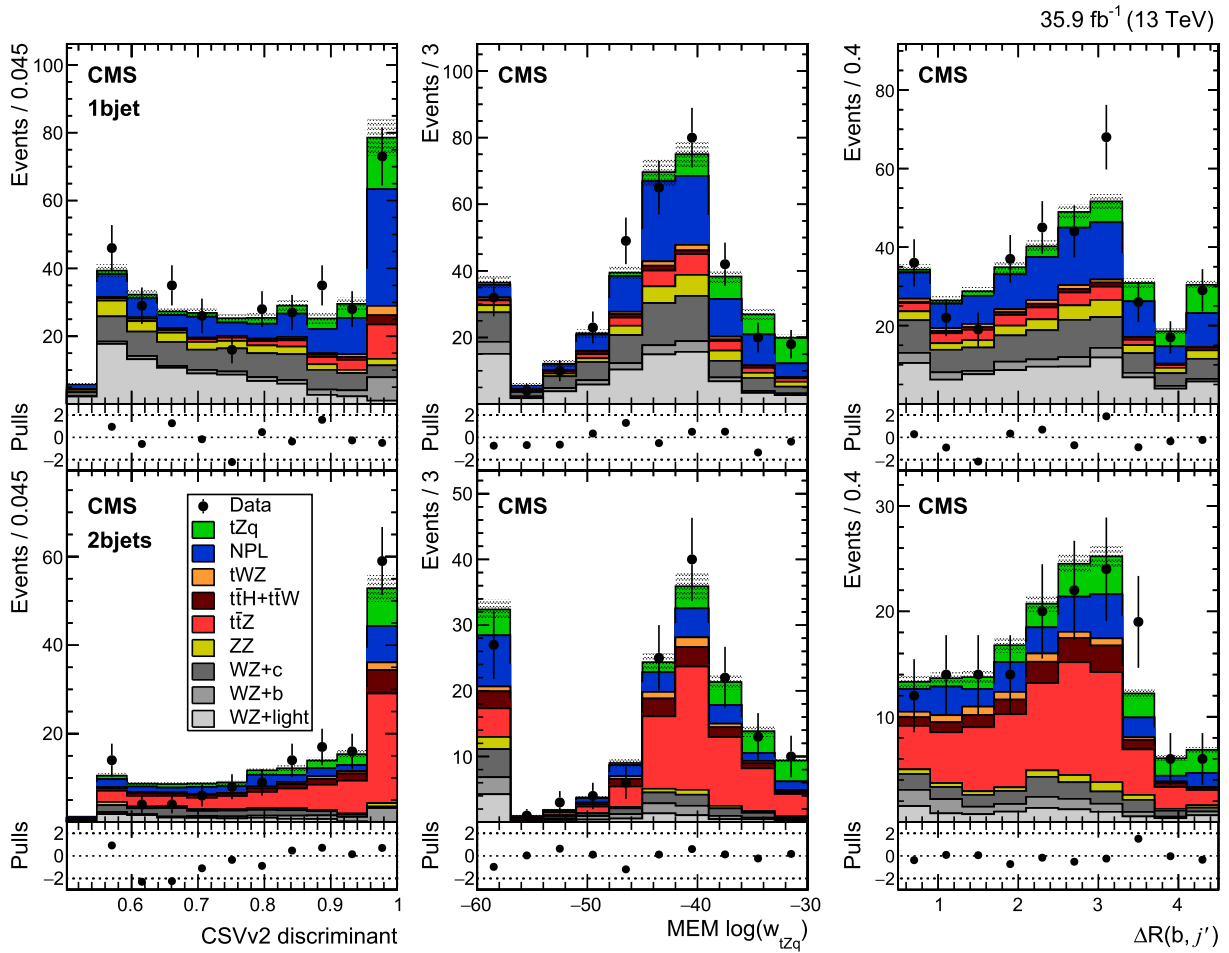 35.9 fb⁻¹ (13 TeV)
Events / 0.045
100
80
60
40
20
CMS
1bjet
Pulls
2
0
−2
Events / 3
100
80
60
40
20
CMS
Pulls
2
0
−2
Events / 0.4
80
60
40
20
CMS
Pulls
2
0
−2
Events / 0.045
60
40
20
CMS
2bjets
Data
tZq
NPL
tWZ
tt̄H+tt̄W
tt̄Z
ZZ
WZ+c
WZ+b
WZ+light
Pulls
2
0
−2
0.6 0.7 0.8 0.9 1
CSVv2 discriminant
Events / 3
50
40
30
20
10
CMS
Pulls
2
0
−2
−60 −50 −40 −30
MEM log(w_tZq)
Events / 0.4
30
20
10
CMS
Pulls
2
0
−2
1 2 3 4
ΔR(b, j′)